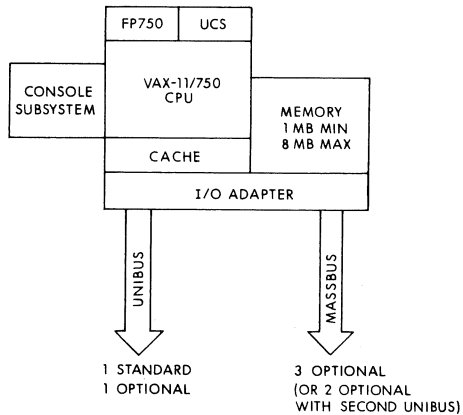 FP750
UCS
CONSOLE
SUBSYSTEM
VAX-11/750
CPU
MEMORY
1 MB MIN
8 MB MAX
CACHE
I/O ADAPTER
UNIBUS
MASSBUS
1 STANDARD
1 OPTIONAL
3 OPTIONAL
(OR 2 OPTIONAL
WITH SECOND UNIBUS)